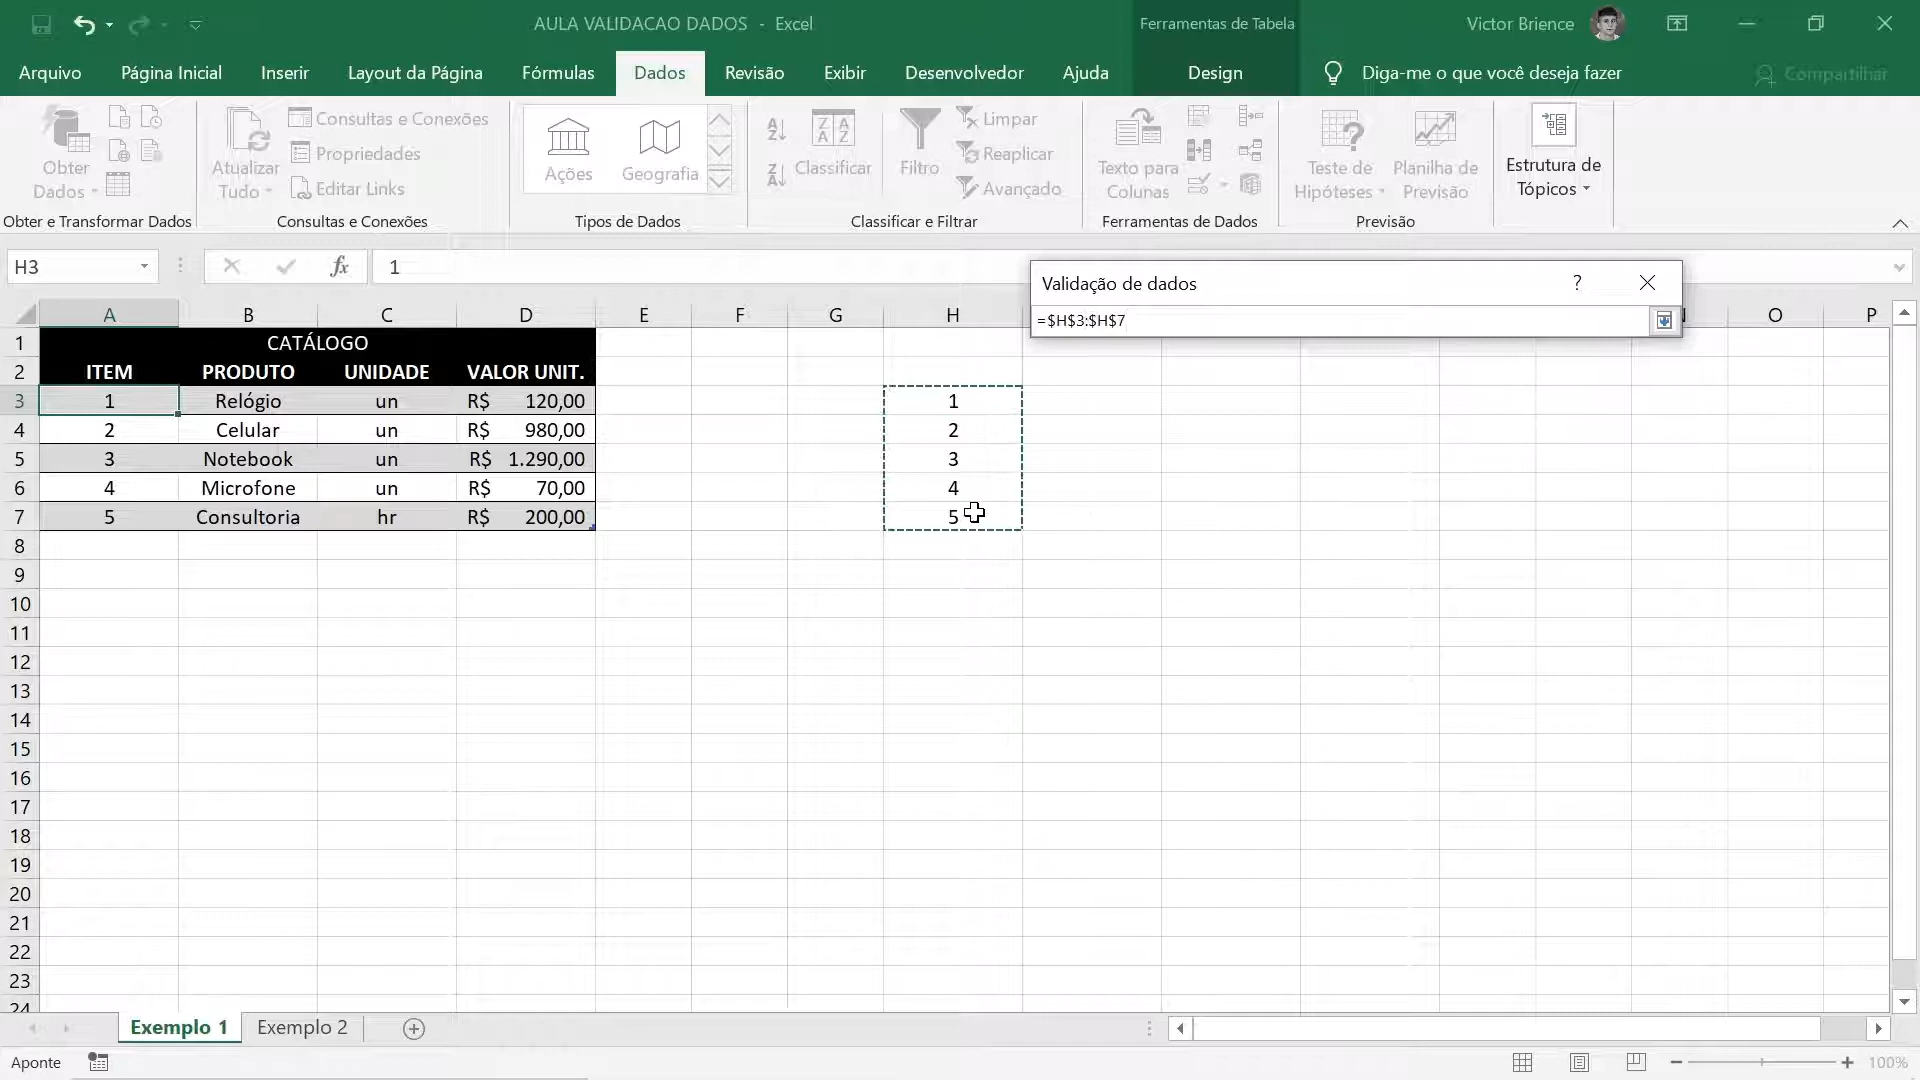 AULA VALIDACAO DADOS - Excel
Ferramentas de Tabela
Victor Brience
Arquivo
Página Inicial
Inserir
Layout da Página
Fórmulas
Dados
Revisão
Exibir
Desenvolvedor
Ajuda
Design
Diga-me o que você deseja fazer
Compartilhar
Obter Dados
Atualizar Tudo
Consultas e Conexões
Propriedades
Editar Links
Ações
Geografia
Classificar
Filtro
Limpar
Reaplicar
Avançado
Texto para Colunas
Teste de Hipóteses
Planilha de Previsão
Estrutura de Tópicos
Obter e Transformar Dados
Consultas e Conexões
Tipos de Dados
Classificar e Filtrar
Ferramentas de Dados
Previsão
H3
fx
1
Validação de dados
?
=$H$3:$H$7
A B C D E F G H O P
1 CATÁLOGO
2 ITEM PRODUTO UNIDADE VALOR UNIT.
3 1 Relógio un R$ 120,00 1
4 2 Celular un R$ 980,00 2
5 3 Notebook un R$ 1.290,00 3
6 4 Microfone un R$ 70,00 4
7 5 Consultoria hr R$ 200,00 5
8
9
10
11
12
13
14
15
16
17
18
19
20
21
22
23
24
Exemplo 1
Exemplo 2
Aponte
100%